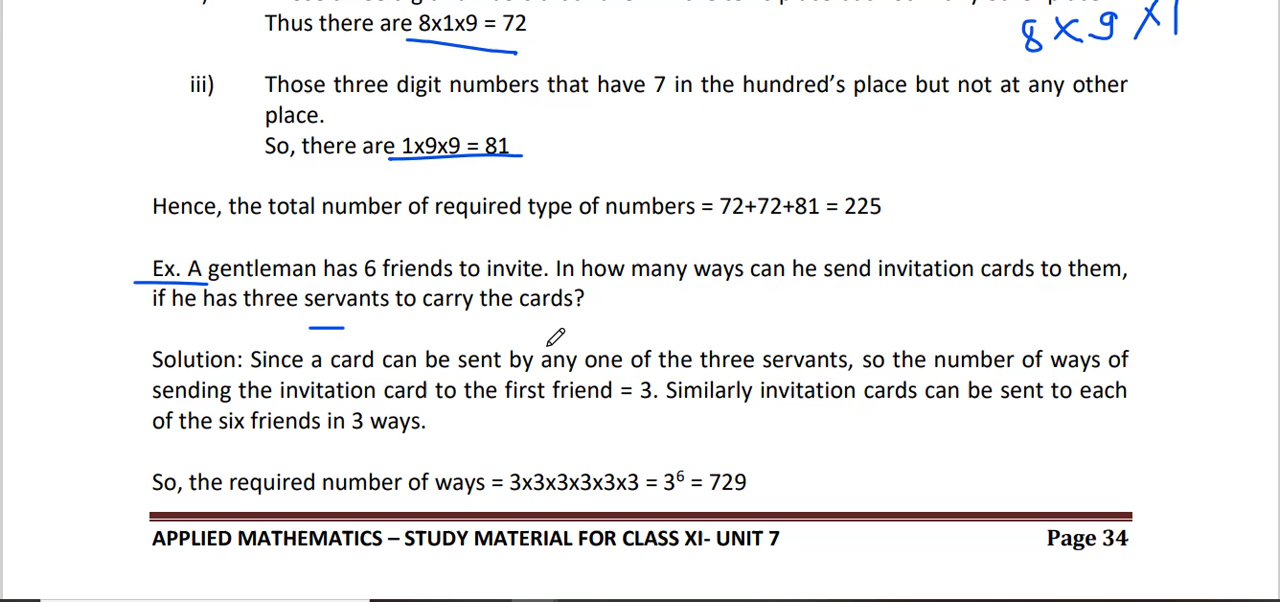 Thus there are 8x1x9 = 72
8 x 9 x 1
iii) Those three digit numbers that have 7 in the hundred's place but not at any other
place.
So, there are 1x9x9 = 81
Hence, the total number of required type of numbers = 72+72+81 = 225
Ex. A gentleman has 6 friends to invite. In how many ways can he send invitation cards to them,
if he has three servants to carry the cards?
Solution: Since a card can be sent by any one of the three servants, so the number of ways of
sending the invitation card to the first friend = 3. Similarly invitation cards can be sent to each
of the six friends in 3 ways.
So, the required number of ways = 3x3x3x3x3x3 = 3⁶ = 729
APPLIED MATHEMATICS – STUDY MATERIAL FOR CLASS XI- UNIT 7 Page 34